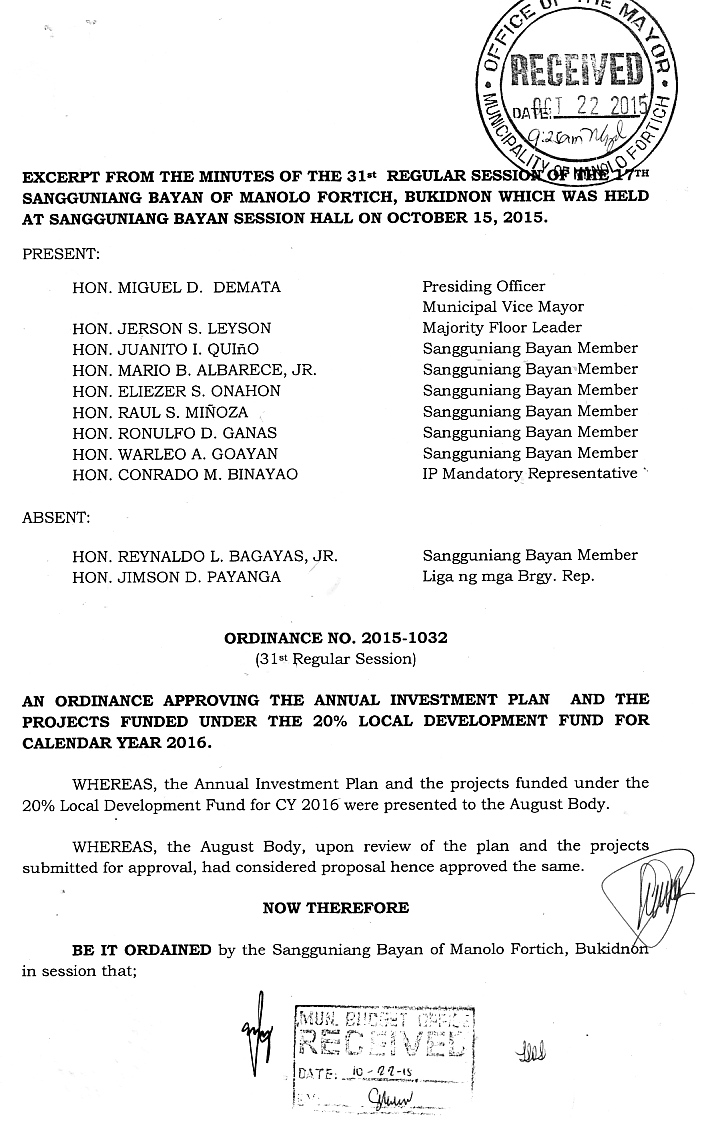 OFFICE OF THE MAYOR
RECEIVED
DATE: OCT 22 2015
9:26am
MUNICIPALITY OF MANOLO FORTICH
EXCERPT FROM THE MINUTES OF THE 31st REGULAR SESSION OF THE 17TH
SANGGUNIANG BAYAN OF MANOLO FORTICH, BUKIDNON WHICH WAS HELD
AT SANGGUNIANG BAYAN SESSION HALL ON OCTOBER 15, 2015.
PRESENT:
HON. MIGUEL D. DEMATA Presiding Officer
Municipal Vice Mayor
HON. JERSON S. LEYSON Majority Floor Leader
HON. JUANITO I. QUIñO Sangguniang Bayan Member
HON. MARIO B. ALBARECE, JR. Sangguniang Bayan Member
HON. ELIEZER S. ONAHON Sangguniang Bayan Member
HON. RAUL S. MIÑOZA Sangguniang Bayan Member
HON. RONULFO D. GANAS Sangguniang Bayan Member
HON. WARLEO A. GOAYAN Sangguniang Bayan Member
HON. CONRADO M. BINAYAO IP Mandatory Representative
ABSENT:
HON. REYNALDO L. BAGAYAS, JR. Sangguniang Bayan Member
HON. JIMSON D. PAYANGA Liga ng mga Brgy. Rep.
ORDINANCE NO. 2015-1032
(31st Regular Session)
AN ORDINANCE APPROVING THE ANNUAL INVESTMENT PLAN AND THE
PROJECTS FUNDED UNDER THE 20% LOCAL DEVELOPMENT FUND FOR
CALENDAR YEAR 2016.
WHEREAS, the Annual Investment Plan and the projects funded under the
20% Local Development Fund for CY 2016 were presented to the August Body.
WHEREAS, the August Body, upon review of the plan and the projects
submitted for approval, had considered proposal hence approved the same.
NOW THEREFORE
BE IT ORDAINED by the Sangguniang Bayan of Manolo Fortich, Bukidnon
in session that;
MUN. BUDGET OFFICE
RECEIVED
DATE: 10-22-15
BY: